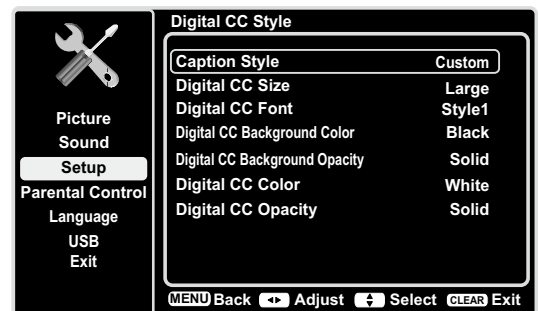 Digital CC Style
Picture
Sound
Setup
Parental Control
Language
USB
Exit
Caption Style Custom
Digital CC Size Large
Digital CC Font Style1
Digital CC Background Color Black
Digital CC Background Opacity Solid
Digital CC Color White
Digital CC Opacity Solid
MENU Back Adjust Select CLEAR Exit